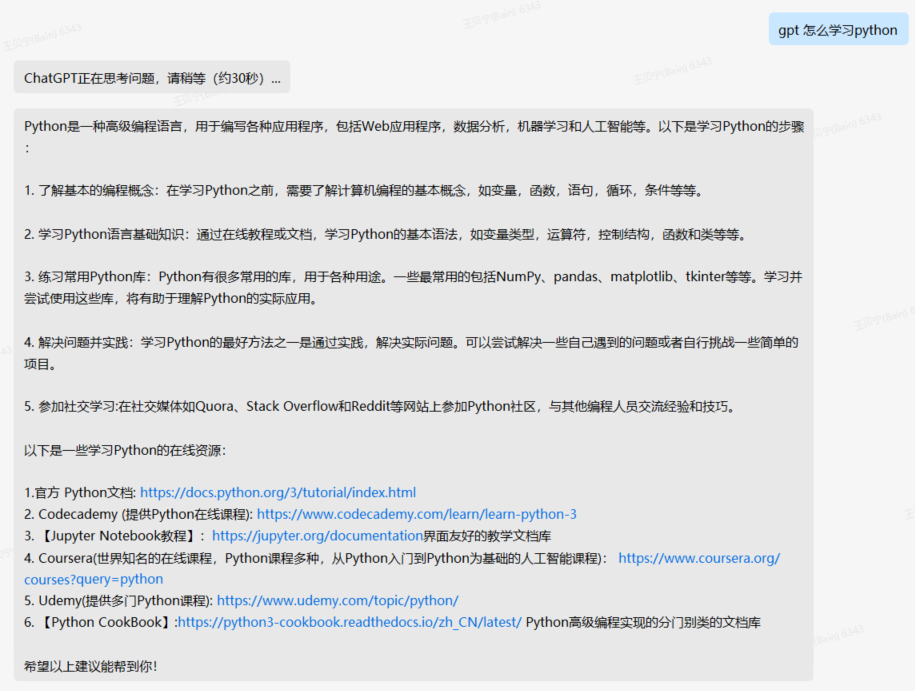 gpt 怎么学习python
ChatGPT正在思考问题，请稍等（约30秒）...
Python是一种高级编程语言，用于编写各种应用程序，包括Web应用程序，数据分析，机器学习和人工智能等。以下是学习Python的步骤
：
1. 了解基本的编程概念：在学习Python之前，需要了解计算机编程的基本概念，如变量，函数，语句，循环，条件等等。
2. 学习Python语言基础知识：通过在线教程或文档，学习Python的基本语法，如变量类型，运算符，控制结构，函数和类等等。
3. 练习常用Python库：Python有很多常用的库，用于各种用途。一些最常用的包括NumPy、pandas、matplotlib、tkinter等等。学习并
尝试使用这些库，将有助于理解Python的实际应用。
4. 解决问题并实践：学习Python的最好方法之一是通过实践，解决实际问题。可以尝试解决一些自己遇到的问题或者自行挑战一些简单的
项目。
5. 参加社交学习:在社交媒体如Quora、Stack Overflow和Reddit等网站上参加Python社区，与其他编程人员交流经验和技巧。
以下是一些学习Python的在线资源：
1.官方 Python文档: https://docs.python.org/3/tutorial/index.html
2. Codecademy (提供Python在线课程): https://www.codecademy.com/learn/learn-python-3
3. 【Jupyter Notebook教程】：https://jupyter.org/documentation界面友好的教学文档库
4. Coursera(世界知名的在线课程，Python课程多种，从Python入门到Python为基础的人工智能课程)： https://www.coursera.org/
courses?query=python
5. Udemy(提供多门Python课程): https://www.udemy.com/topic/python/
6. 【Python CookBook】:https://python3-cookbook.readthedocs.io/zh_CN/latest/ Python高级编程实现的分门别类的文档库
希望以上建议能帮到你！